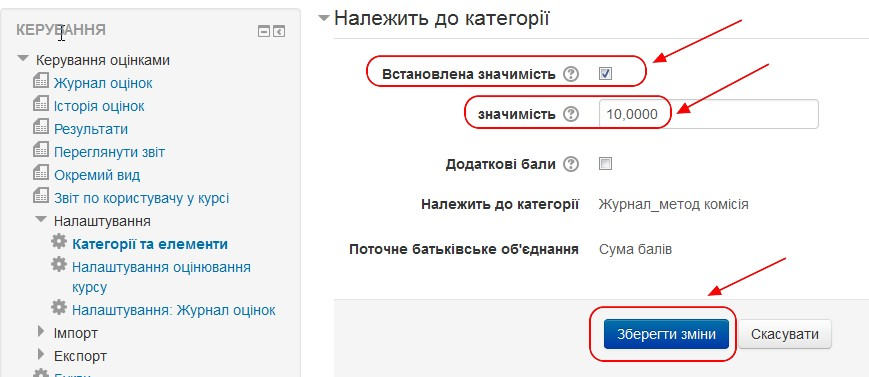 КЕРУВАННЯ
Керування оцінками
Журнал оцінок
Історія оцінок
Результати
Переглянути звіт
Окремий вид
Звіт по користувачу у курсі
Налаштування
Категорії та елементи
Налаштування оцінювання
курсу
Налаштування: Журнал оцінок
Імпорт
Експорт
Належить до категорії
Встановлена значимість ?
значимість ? 10,0000
Додаткові бали ?
Належить до категорії Журнал_метод комісія
Поточне батьківське об'єднання Сума балів
Зберегти зміни Скасувати